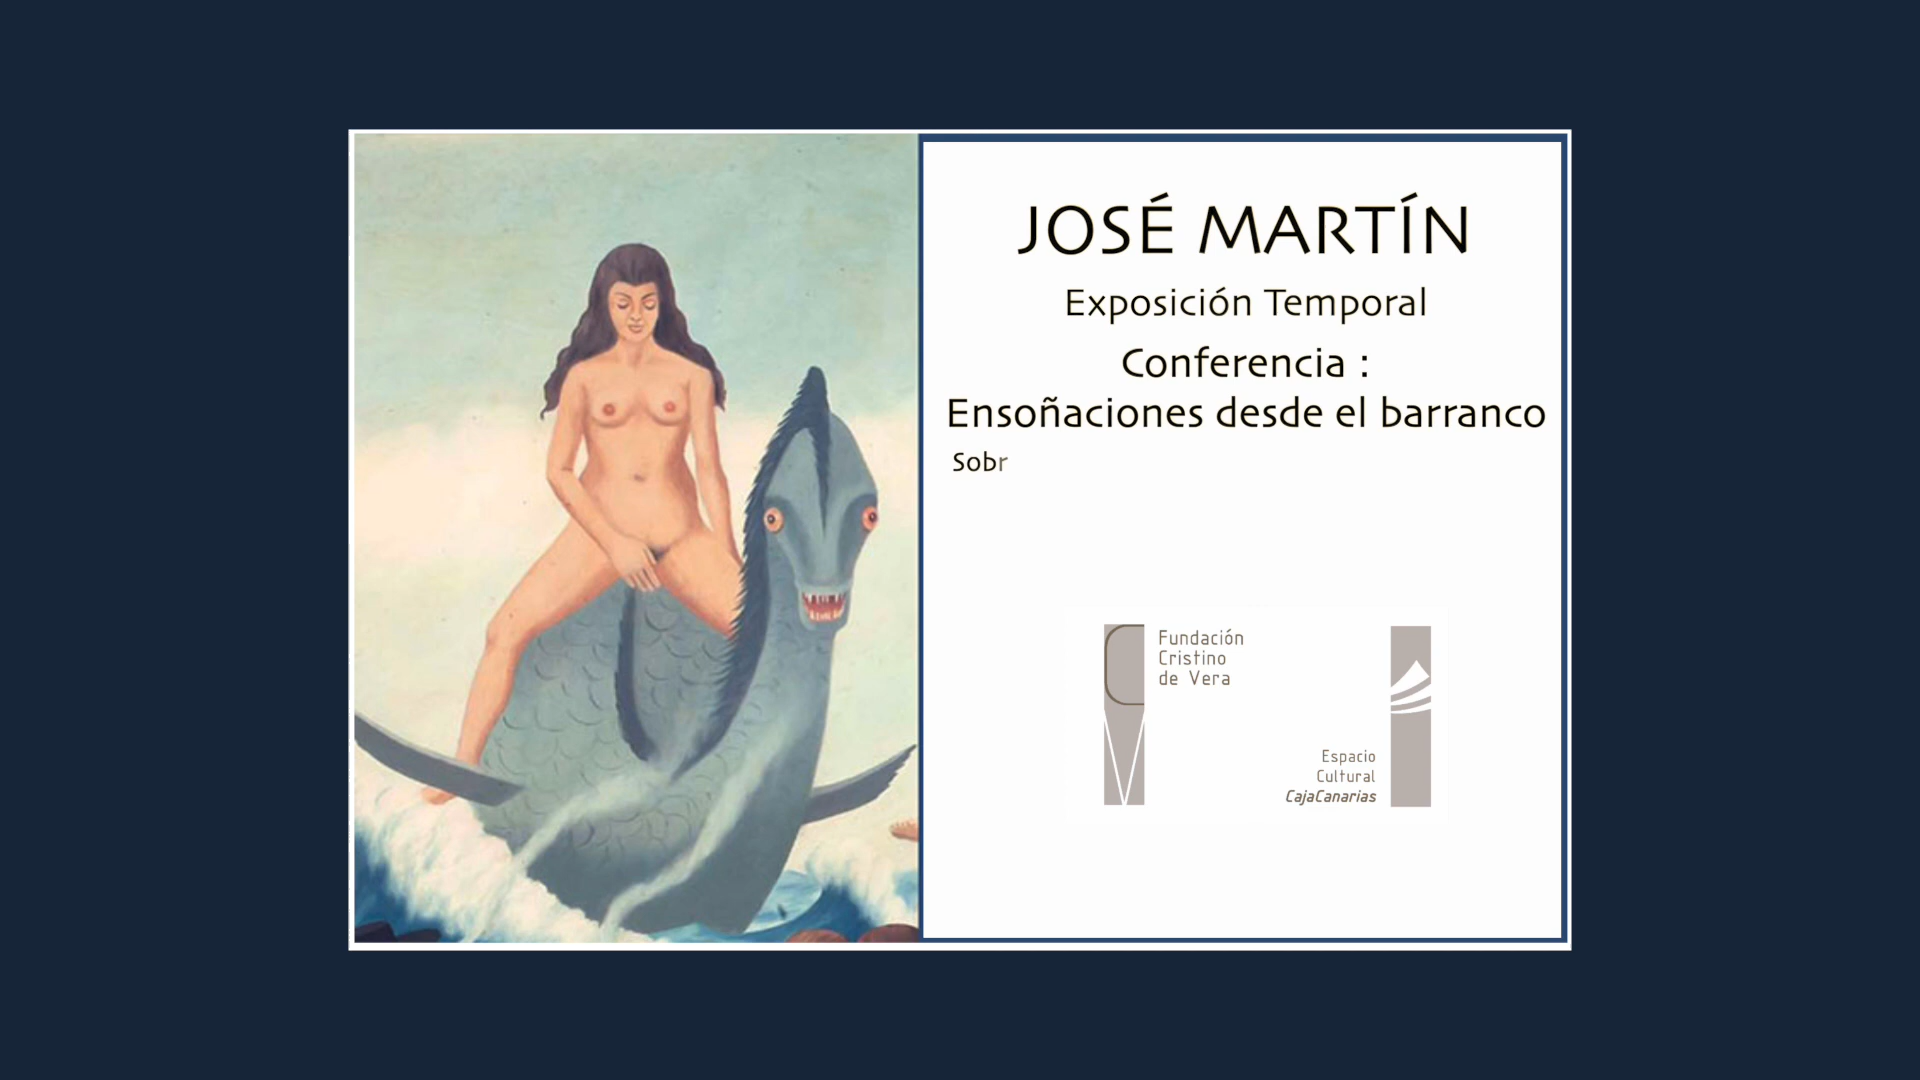 JOSÉ MARTÍN
Exposición Temporal
Conferencia :
Ensoñaciones desde el barranco
Sobr
Fundación
Cristino
de Vera
Espacio
Cultural
CajaCanarias